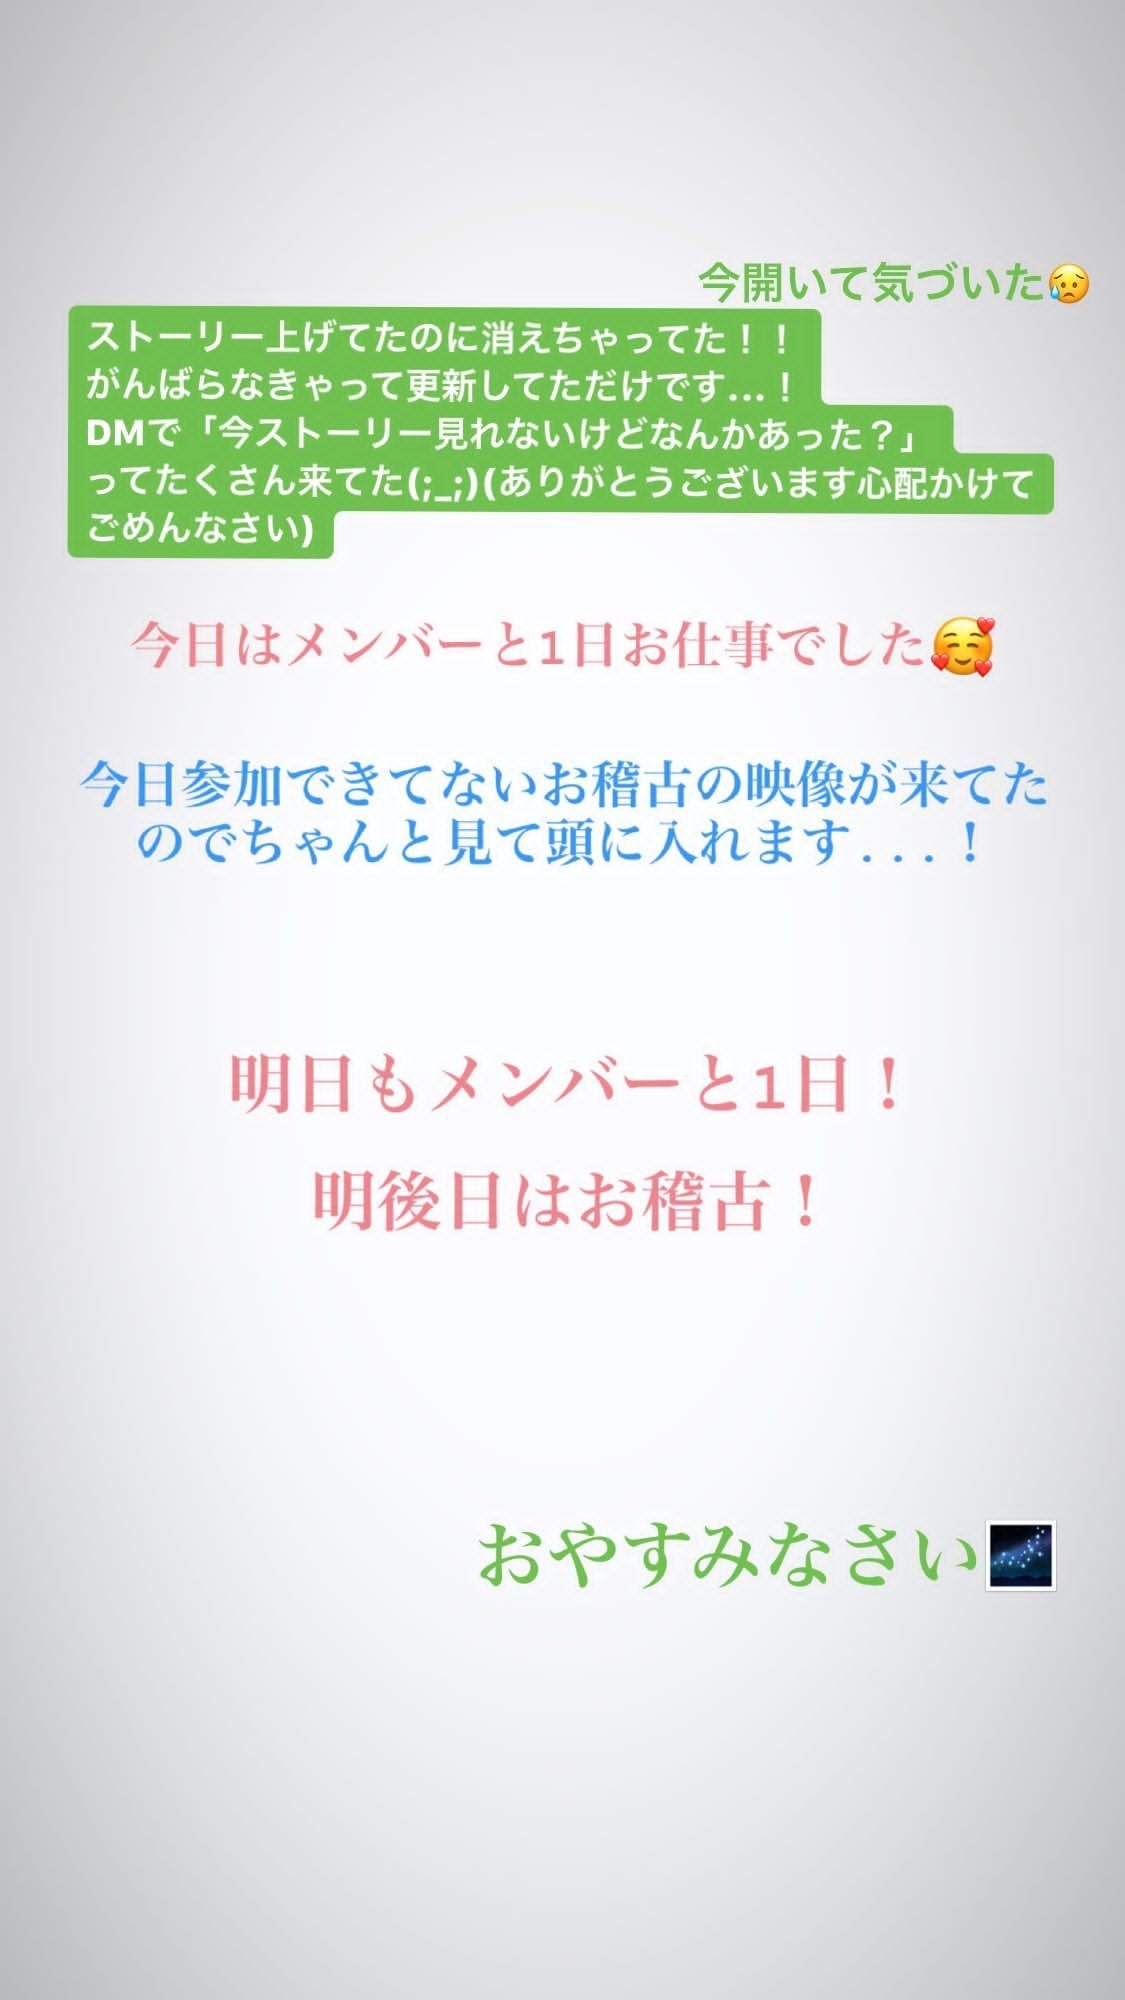 今開いて気づいた😥
ストーリー上げてたのに消えちゃってた！！
がんばらなきゃって更新してただけです...！
DMで「今ストーリー見れないけどなんかあった？」
ってたくさん来てた(;_;)(ありがとうございます心配かけて
ごめんなさい)
今日はメンバーと1日お仕事でした🥰
今日参加できてないお稽古の映像が来てた
のでちゃんと見て頭に入れます...！
明日もメンバーと1日！
明後日はお稽古！
おやすみなさい🌌